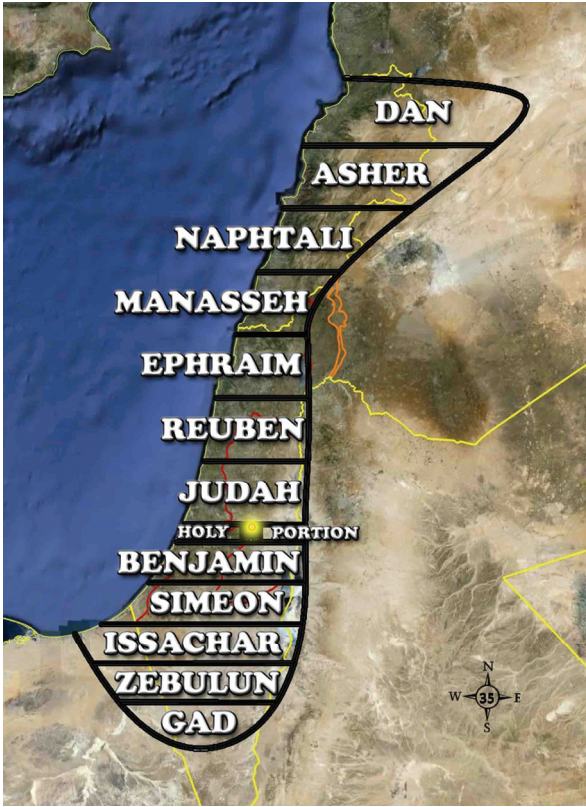 DAN
ASHER
NAPHTALI
MANASSEH
EPHRAIM
REUBEN
JUDAH
HOLY PORTION
BENJAMIN
SIMEON
ISSACHAR
ZEBULUN
GAD
N
W 35 E
S